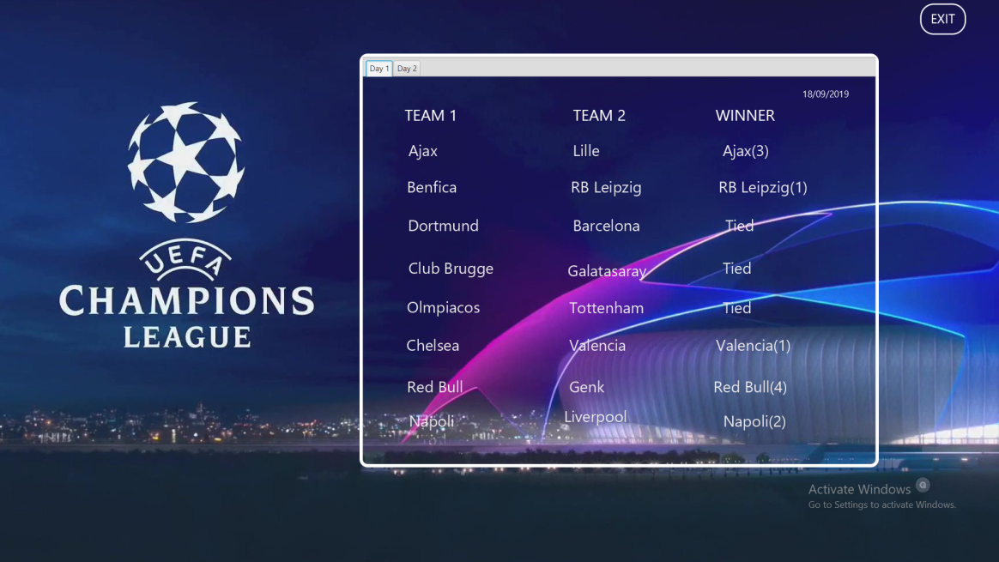 EXIT
Day 1 Day 2
18/09/2019
TEAM 1 TEAM 2 WINNER
Ajax Lille Ajax(3)
Benfica RB Leipzig RB Leipzig(1)
Dortmund Barcelona Tied
Club Brugge Galatasaray Tied
Olmpiacos Tottenham Tied
Chelsea Valencia Valencia(1)
Red Bull Genk Red Bull(4)
Napoli Liverpool Napoli(2)
UEFA
CHAMPIONS
LEAGUE
Activate Windows G
Go to Settings to activate Windows.